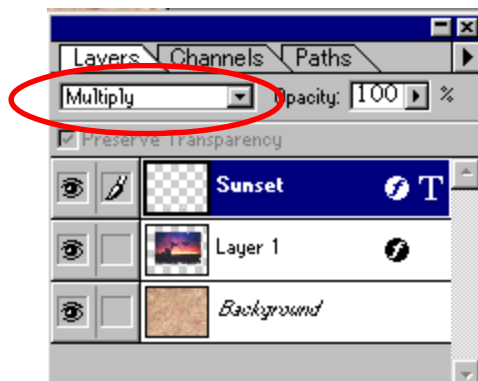 Layers Channels Paths
Multiply Opacity: 100 %
Preserve Transparency
Sunset T
Layer 1
Background